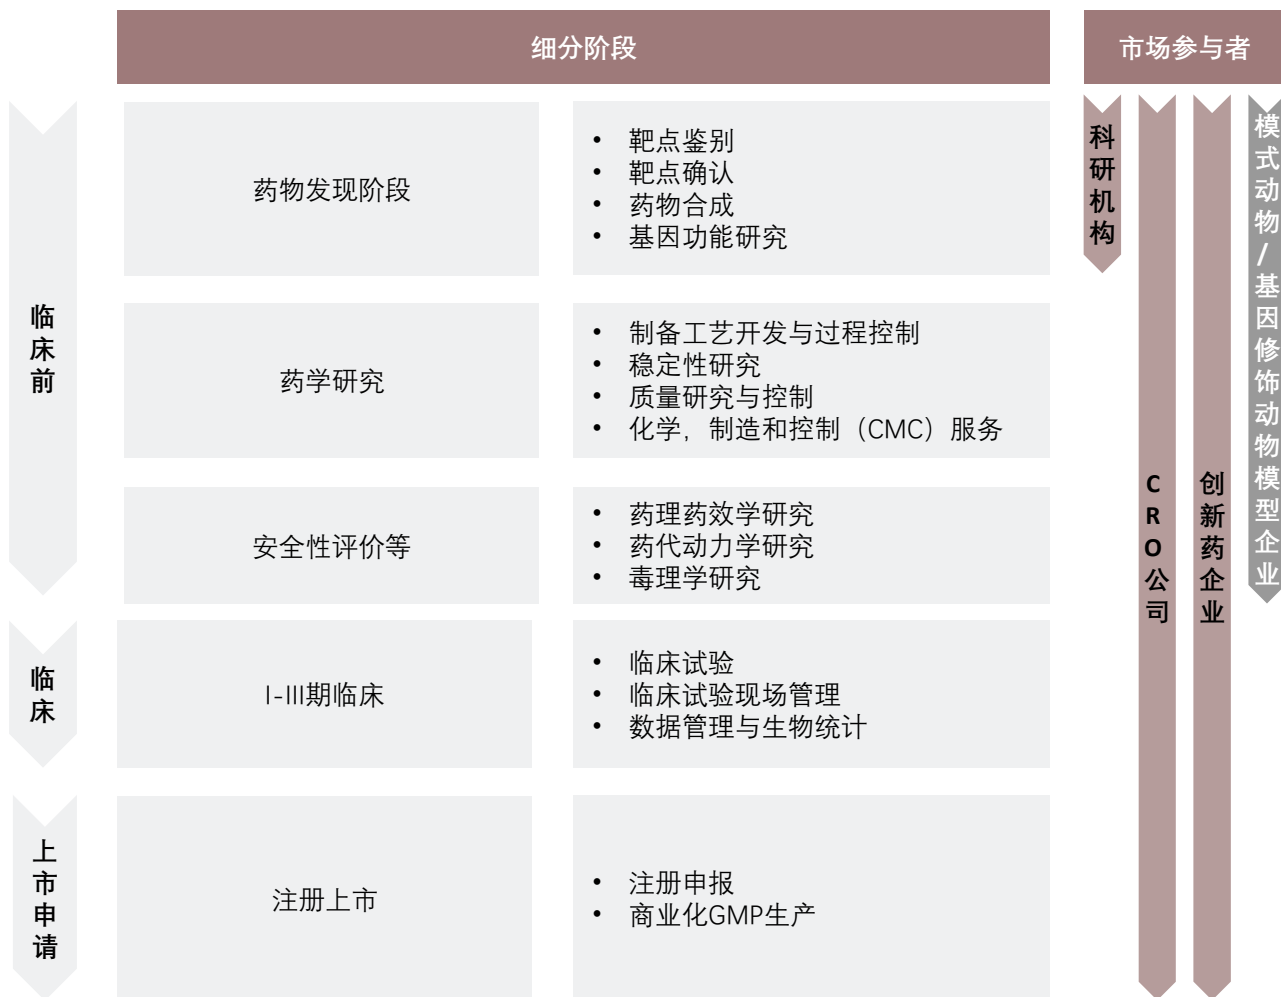 细分阶段
市场参与者
临床前
药物发现阶段
• 靶点鉴别
• 靶点确认
• 药物合成
• 基因功能研究
药学研究
• 制备工艺开发与过程控制
• 稳定性研究
• 质量研究与控制
• 化学，制造和控制（CMC）服务
安全性评价等
• 药理药效学研究
• 药代动力学研究
• 毒理学研究
临床
I-III期临床
• 临床试验
• 临床试验现场管理
• 数据管理与生物统计
上市申请
注册上市
• 注册申报
• 商业化GMP生产
科研机构
CRO公司
创新药企业
模式动物/基因修饰动物模型企业